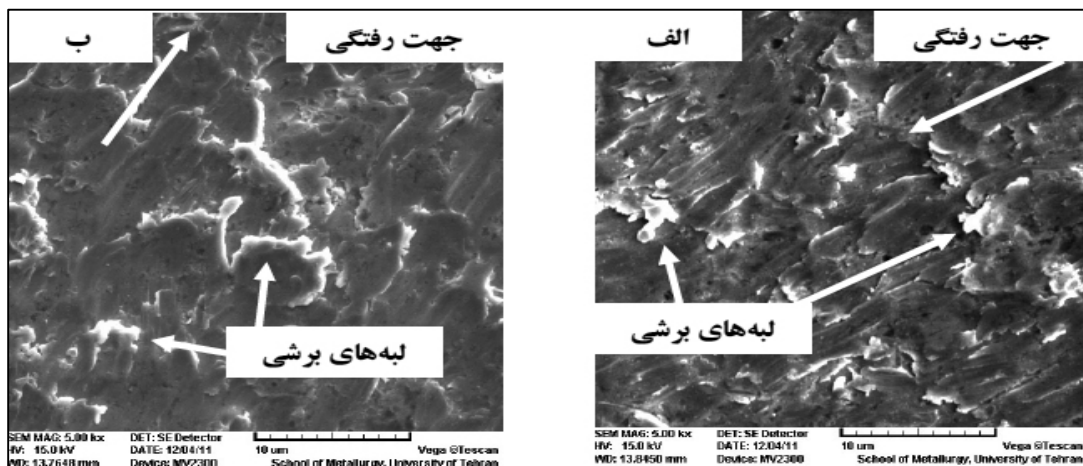 جهت رفتگی
الف
لبه‌های برشی
SEM MAG: 5.00 kx DET: SE Detector
HV: 15.0 kV DATE: 12/04/11 10 um Vega ©Tescan
WD: 13.8450 mm Device: MV2300 School of Metallurgy, University of Tehran
جهت رفتگی
ب
لبه‌های برشی
SEM MAG: 5.00 kx DET: SE Detector
HV: 15.0 kV DATE: 12/04/11 10 um Vega ©Tescan
WD: 13.7648 mm Device: MV2300 School of Metallurgy, University of Tehran